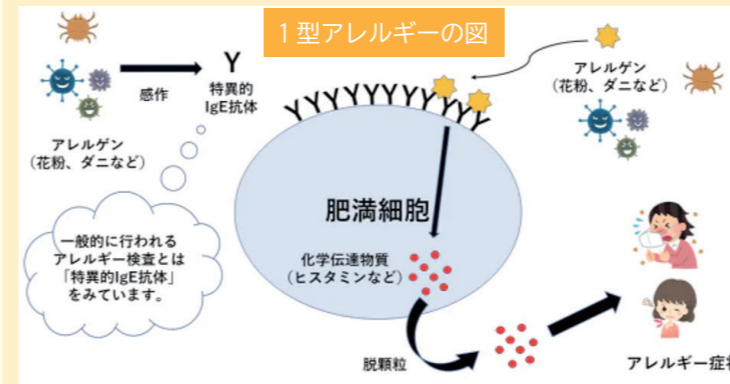 1型アレルギーの図
感作
Y
特異的
IgE抗体
アレルゲン
(花粉、ダニなど)
一般的に行われる
アレルギー検査とは
「特異的IgE抗体」
をみています。
アレルゲン
(花粉、ダニなど)
肥満細胞
化学伝達物質
(ヒスタミンなど)
脱顆粒
アレルギー症